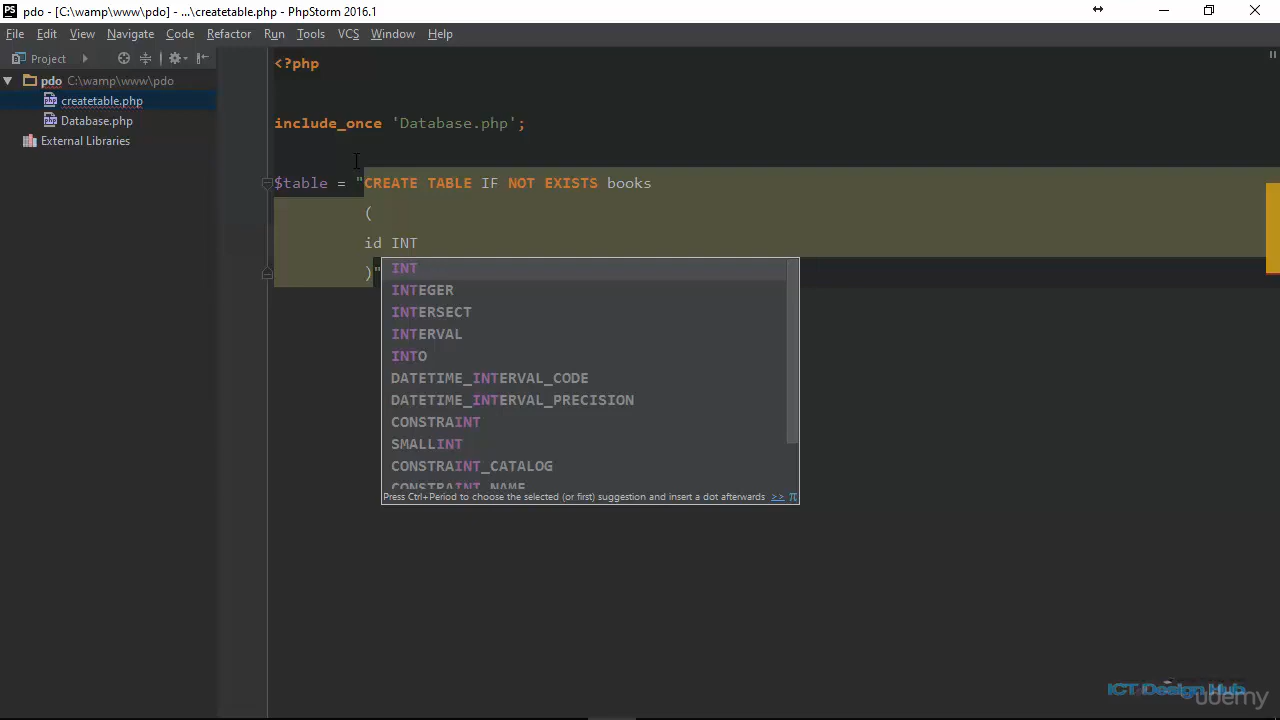 PS pdo - [C:\wamp\www\pdo] - ...\createtable.php - PhpStorm 2016.1
File Edit View Navigate Code Refactor Run Tools VCS Window Help
Project
pdo C:\wamp\www\pdo
createtable.php
Database.php
External Libraries
<?php
include_once 'Database.php';
$table = "CREATE TABLE IF NOT EXISTS books
(
id INT
)"
INT
INTEGER
INTERSECT
INTERVAL
INTO
DATETIME_INTERVAL_CODE
DATETIME_INTERVAL_PRECISION
CONSTRAINT
SMALLINT
CONSTRAINT_CATALOG
CONSTRAINT_NAME
Press Ctrl+Period to choose the selected (or first) suggestion and insert a dot afterwards >> π
ICT Design Hub
udemy